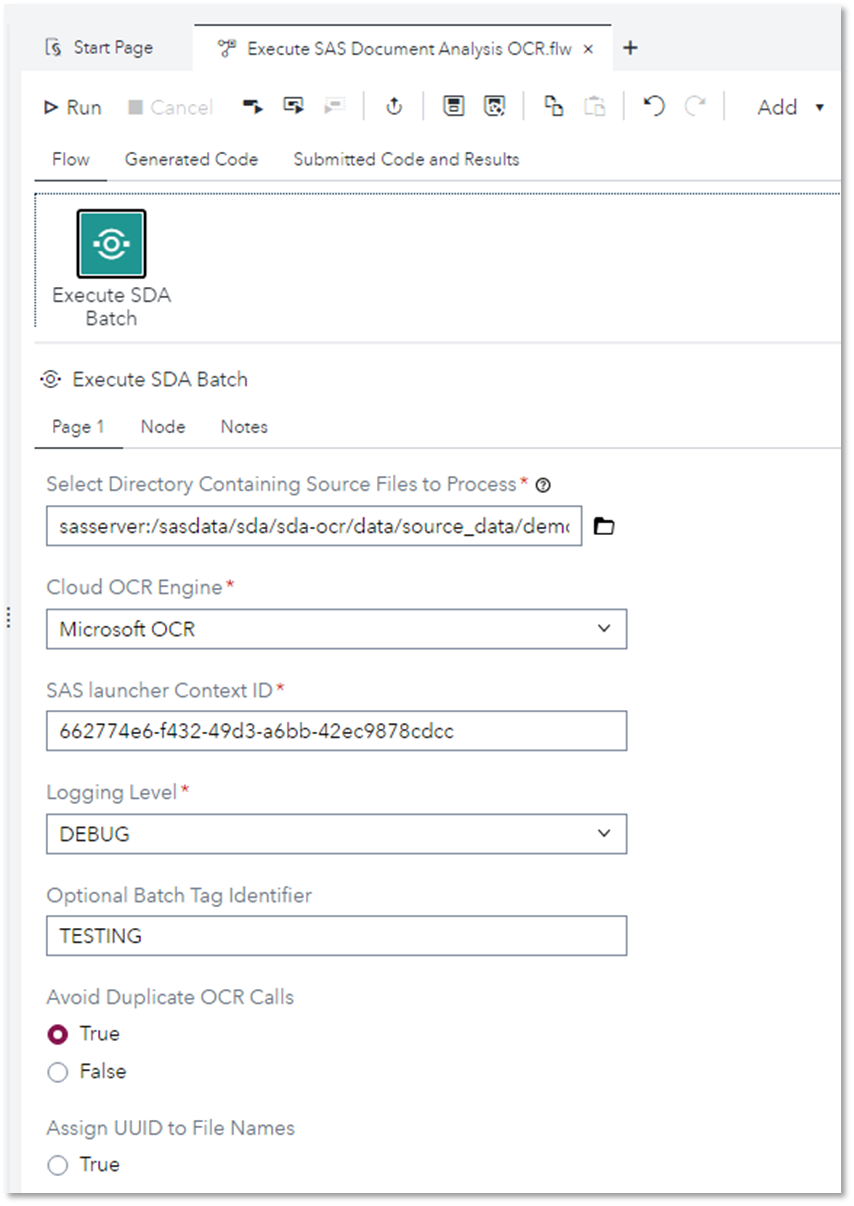 Start Page
Execute SAS Document Analysis OCR.flw
Run Cancel Add
Flow Generated Code Submitted Code and Results
Execute SDA
Batch
Execute SDA Batch
Page 1 Node Notes
Select Directory Containing Source Files to Process*
sasserver:/sasdata/sda/sda-ocr/data/source_data/demo
Cloud OCR Engine*
Microsoft OCR
SAS launcher Context ID*
662774e6-f432-49d3-a6bb-42ec9878cdcc
Logging Level*
DEBUG
Optional Batch Tag Identifier
TESTING
Avoid Duplicate OCR Calls
True
False
Assign UUID to File Names
True